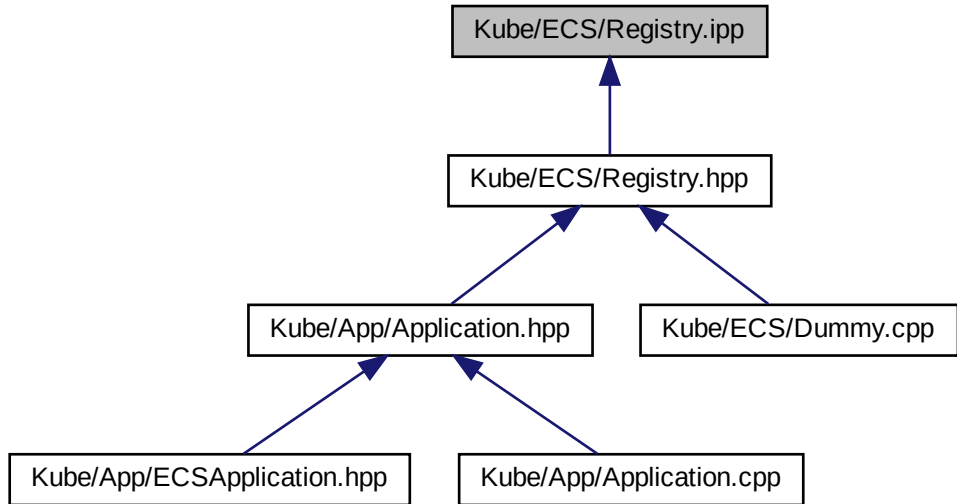 Kube/ECS/Registry.ipp
Kube/ECS/Registry.hpp
Kube/App/Application.hpp
Kube/ECS/Dummy.cpp
Kube/App/ECSApplication.hpp
Kube/App/Application.cpp